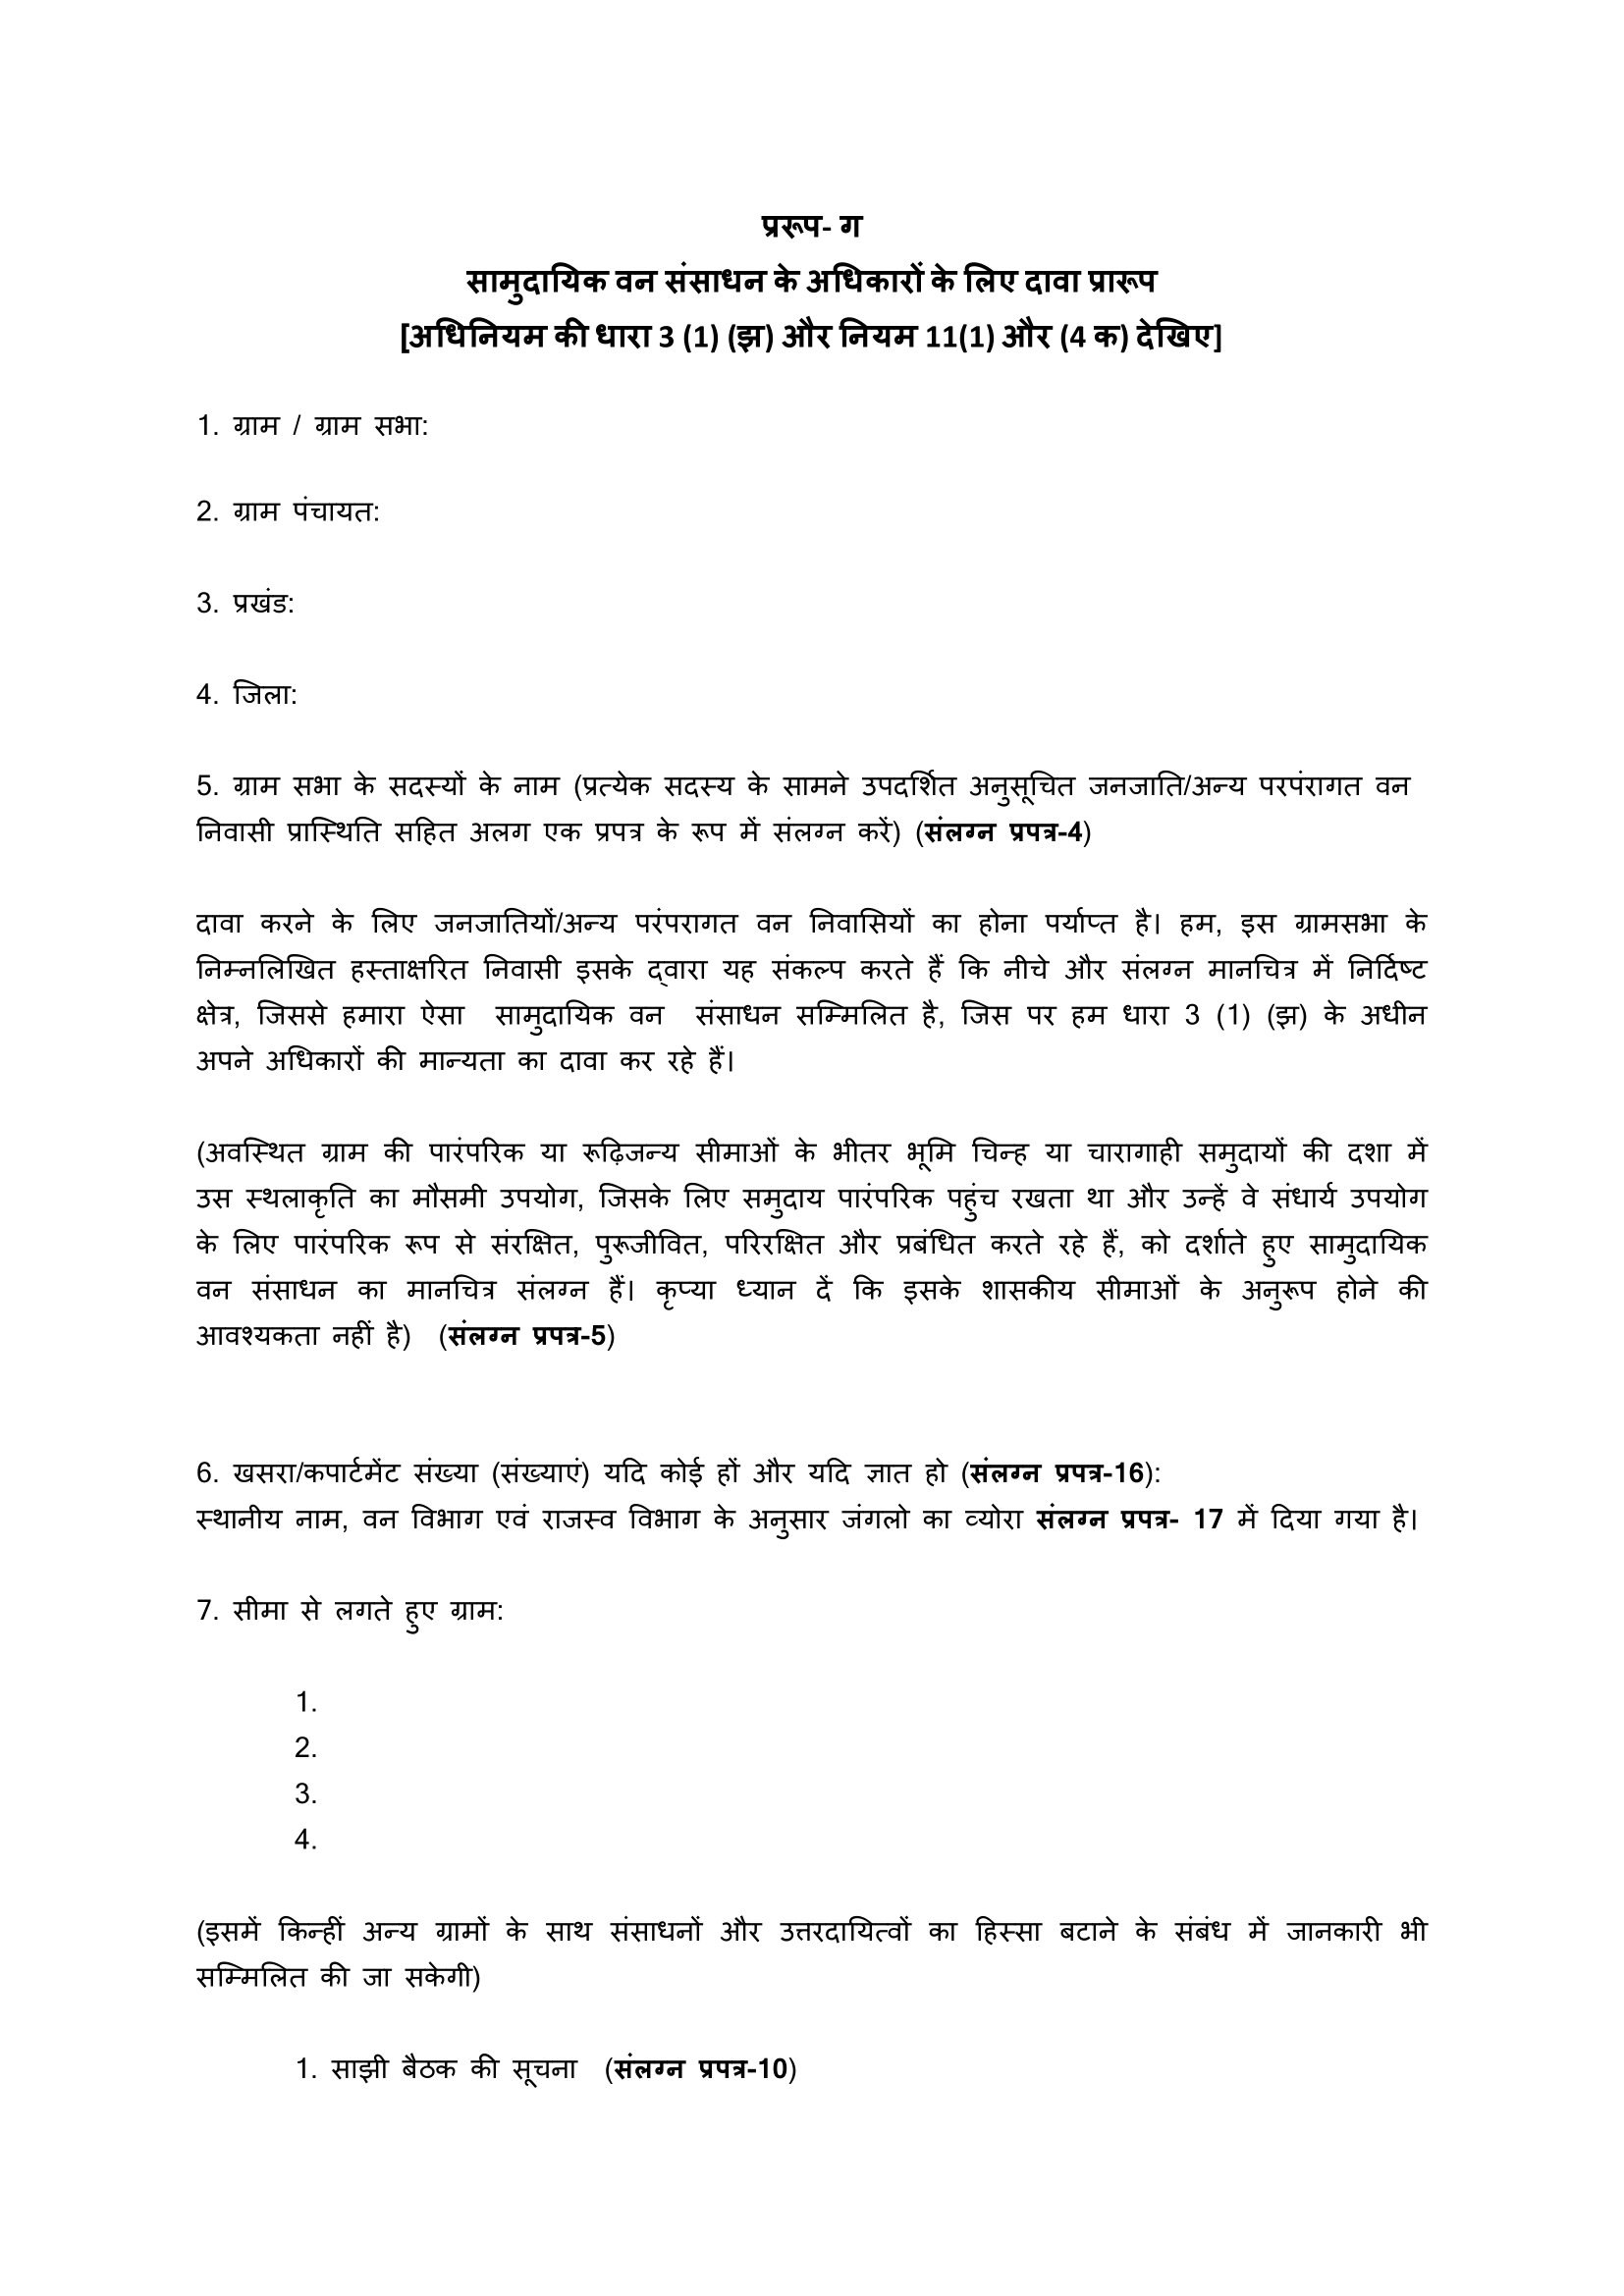 प्ररूप- ग
सामुदायिक वन संसाधन के अधिकारों के लिए दावा प्रारूप
[अधिनियम की धारा 3 (1) (झ) और नियम 11(1) और (4 क) देखिए]
1. ग्राम / ग्राम सभा:
2. ग्राम पंचायत:
3. प्रखंड:
4. जिला:
5. ग्राम सभा के सदस्यों के नाम (प्रत्येक सदस्य के सामने उपदर्शित अनुसूचित जनजाति/अन्य परपंरागत वन
निवासी प्रास्थिति सहित अलग एक प्रपत्र के रूप में संलग्न करें) (संलग्न प्रपत्र-4)
दावा करने के लिए जनजातियों/अन्य परंपरागत वन निवासियों का होना पर्याप्त है। हम, इस ग्रामसभा के
निम्नलिखित हस्ताक्षरित निवासी इसके द्वारा यह संकल्प करते हैं कि नीचे और संलग्न मानचित्र में निर्दिष्ट
क्षेत्र, जिससे हमारा ऐसा सामुदायिक वन संसाधन सम्मिलित है, जिस पर हम धारा 3 (1) (झ) के अधीन
अपने अधिकारों की मान्यता का दावा कर रहे हैं।
(अवस्थित ग्राम की पारंपरिक या रूढ़िजन्य सीमाओं के भीतर भूमि चिन्ह या चारागाही समुदायों की दशा में
उस स्थलाकृति का मौसमी उपयोग, जिसके लिए समुदाय पारंपरिक पहुंच रखता था और उन्हें वे संधार्य उपयोग
के लिए पारंपरिक रूप से संरक्षित, पुरूजीवित, परिरक्षित और प्रबंधित करते रहे हैं, को दर्शाते हुए सामुदायिक
वन संसाधन का मानचित्र संलग्न हैं। कृप्या ध्यान दें कि इसके शासकीय सीमाओं के अनुरूप होने की
आवश्यकता नहीं है) (संलग्न प्रपत्र-5)
6. खसरा/कपार्टमेंट संख्या (संख्याएं) यदि कोई हों और यदि ज्ञात हो (संलग्न प्रपत्र-16):
स्थानीय नाम, वन विभाग एवं राजस्व विभाग के अनुसार जंगलो का व्योरा संलग्न प्रपत्र- 17 में दिया गया है।
7. सीमा से लगते हुए ग्राम:
1.
2.
3.
4.
(इसमें किन्हीं अन्य ग्रामों के साथ संसाधनों और उत्तरदायित्वों का हिस्सा बटाने के संबंध में जानकारी भी
सम्मिलित की जा सकेगी)
1. साझी बैठक की सूचना (संलग्न प्रपत्र-10)